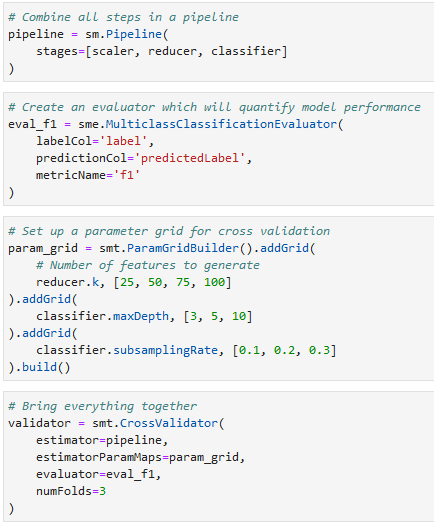 # Combine all steps in a pipeline
pipeline = sm.Pipeline(
    stages=[scaler, reducer, classifier]
)
# Create an evaluator which will quantify model performance
eval_f1 = sme.MulticlassClassificationEvaluator(
    labelCol='label',
    predictionCol='predictedLabel',
    metricName='f1'
)
# Set up a parameter grid for cross validation
param_grid = smt.ParamGridBuilder().addGrid(
    # Number of features to generate
    reducer.k, [25, 50, 75, 100]
).addGrid(
    classifier.maxDepth, [3, 5, 10]
).addGrid(
    classifier.subsamplingRate, [0.1, 0.2, 0.3]
).build()
# Bring everything together
validator = smt.CrossValidator(
    estimator=pipeline,
    estimatorParamMaps=param_grid,
    evaluator=eval_f1,
    numFolds=3
)